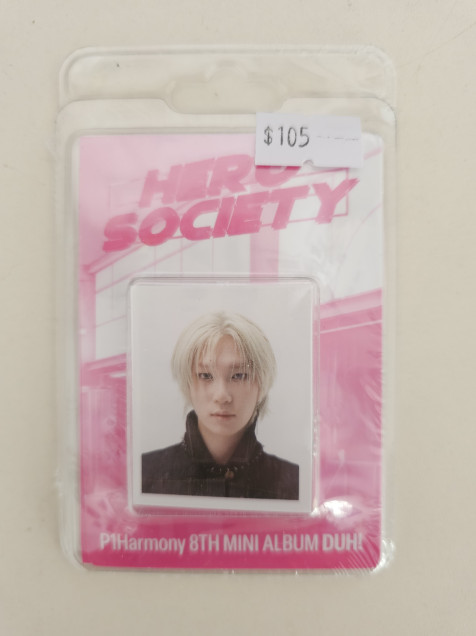 $105
HERO
SOCIETY
P1Harmony 8TH MINI ALBUM DUH!